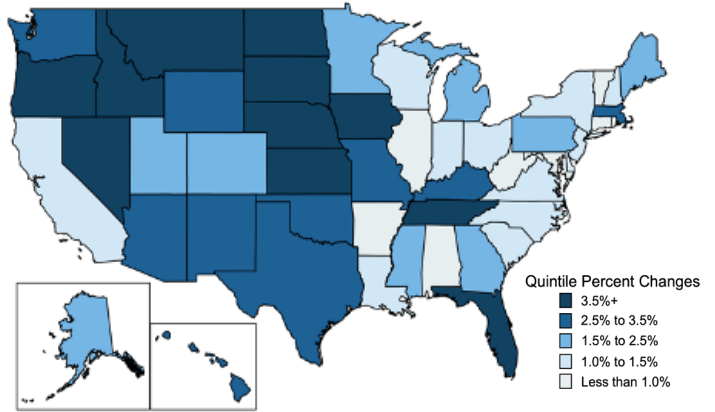 Quintile Percent Changes
3.5%+
2.5% to 3.5%
1.5% to 2.5%
1.0% to 1.5%
Less than 1.0%